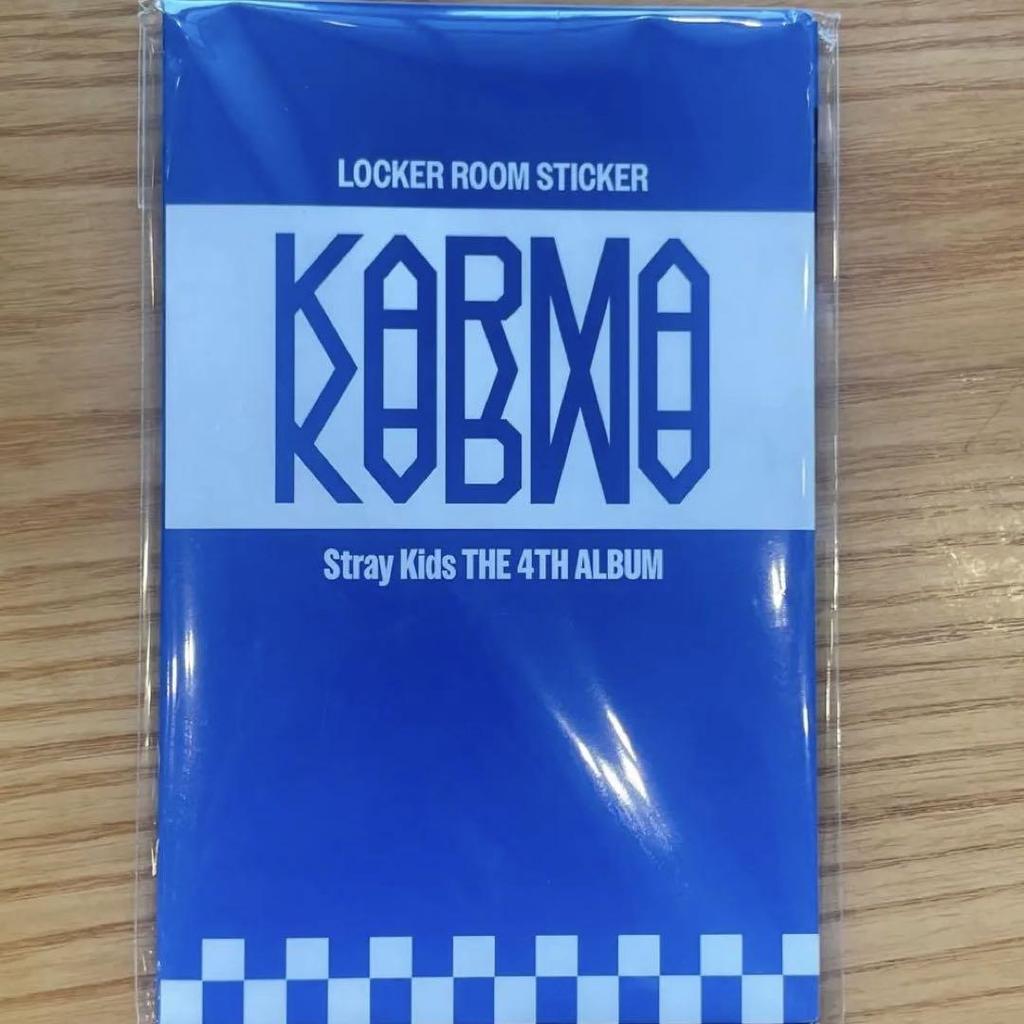 LOCKER ROOM STICKER
KARMA
Stray Kids THE 4TH ALBUM